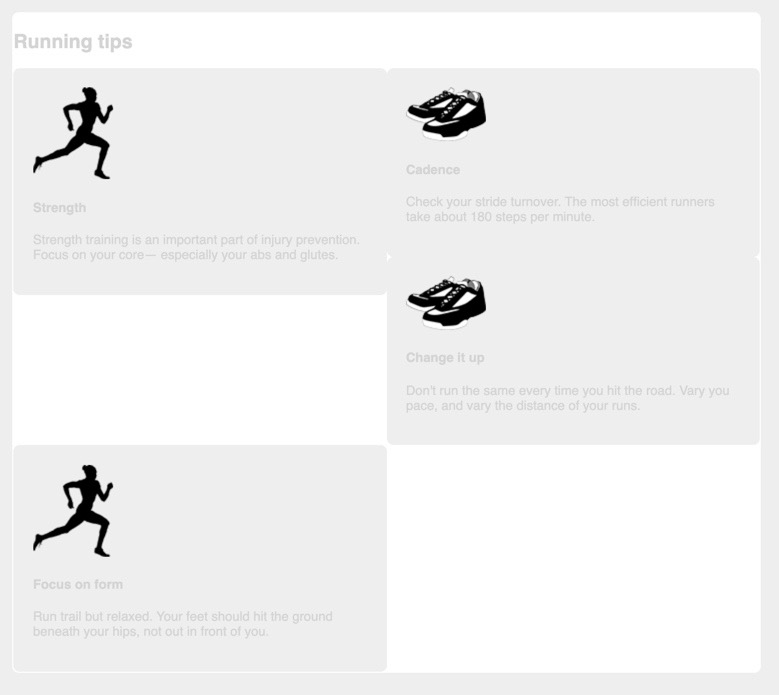 Running tips
Strength
Strength training is an important part of injury prevention.
Focus on your core— especially your abs and glutes.
Cadence
Check your stride turnover. The most efficient runners
take about 180 steps per minute.
Change it up
Don't run the same every time you hit the road. Vary you
pace, and vary the distance of your runs.
Focus on form
Run trail but relaxed. Your feet should hit the ground
beneath your hips, not out in front of you.